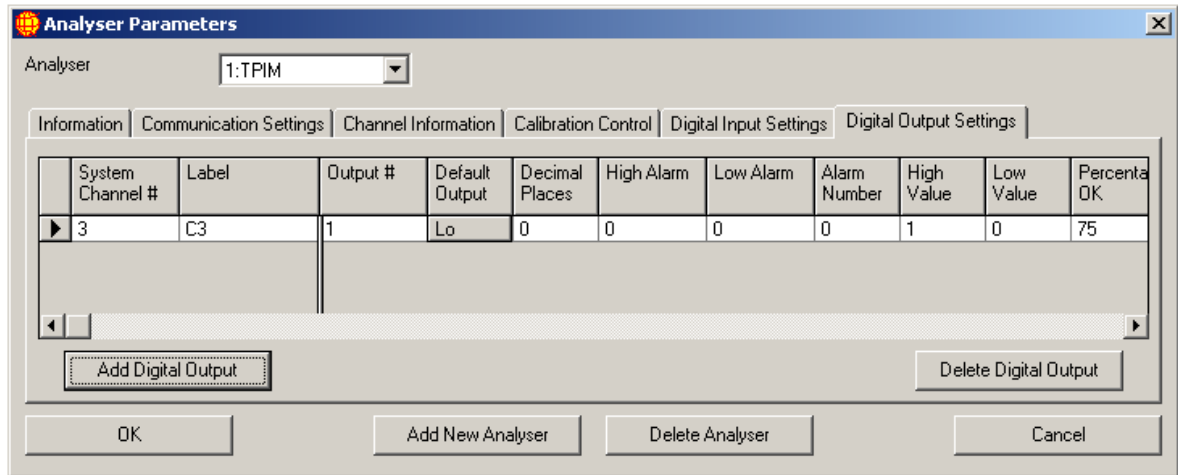 Analyser Parameters
Analyser
1:TPIM
Information
Communication Settings
Channel Information
Calibration Control
Digital Input Settings
Digital Output Settings
System Channel #
Label
Output #
Default Output
Decimal Places
High Alarm
Low Alarm
Alarm Number
High Value
Low Value
Percenta OK
3
C3
1
Lo
0
0
0
0
1
0
75
Add Digital Output
Delete Digital Output
OK
Add New Analyser
Delete Analyser
Cancel